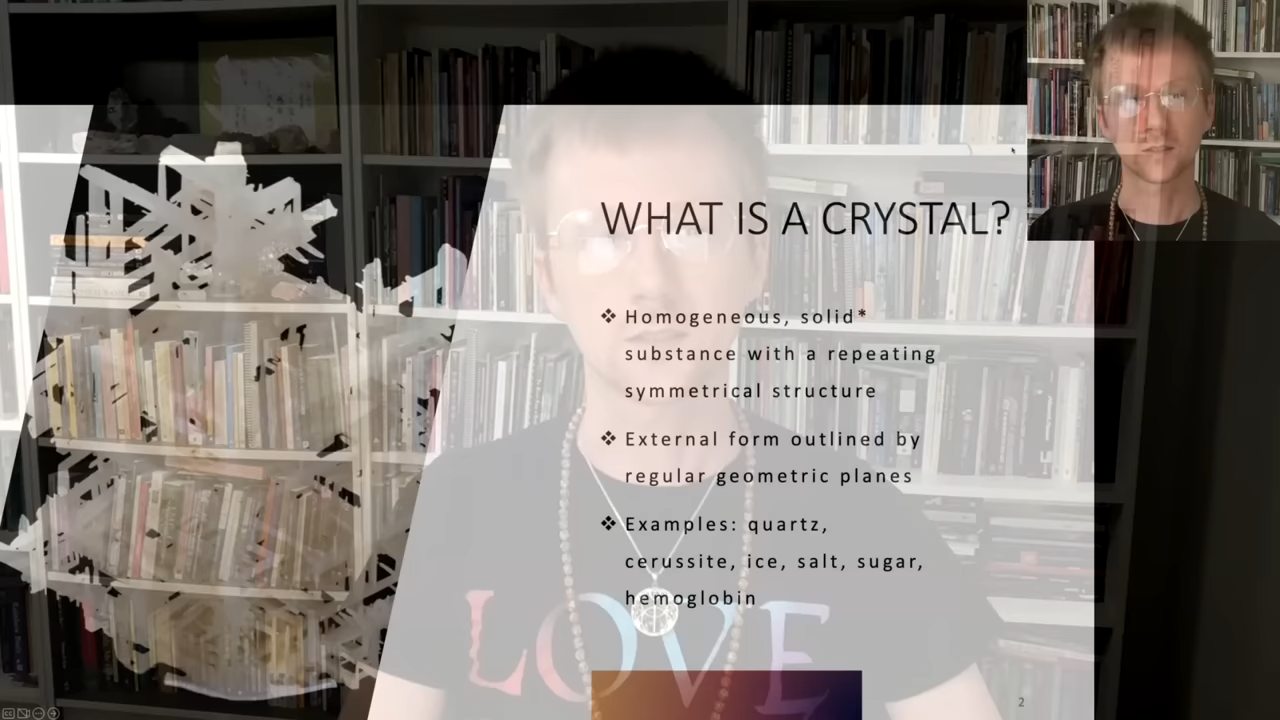 WHAT IS A CRYSTAL?
❖ Homogeneous, solid*
substance with a repeating
symmetrical structure
❖ External form outlined by
regular geometric planes
❖ Examples: quartz,
cerussite, ice, salt, sugar,
hemoglobin
LOVE
2